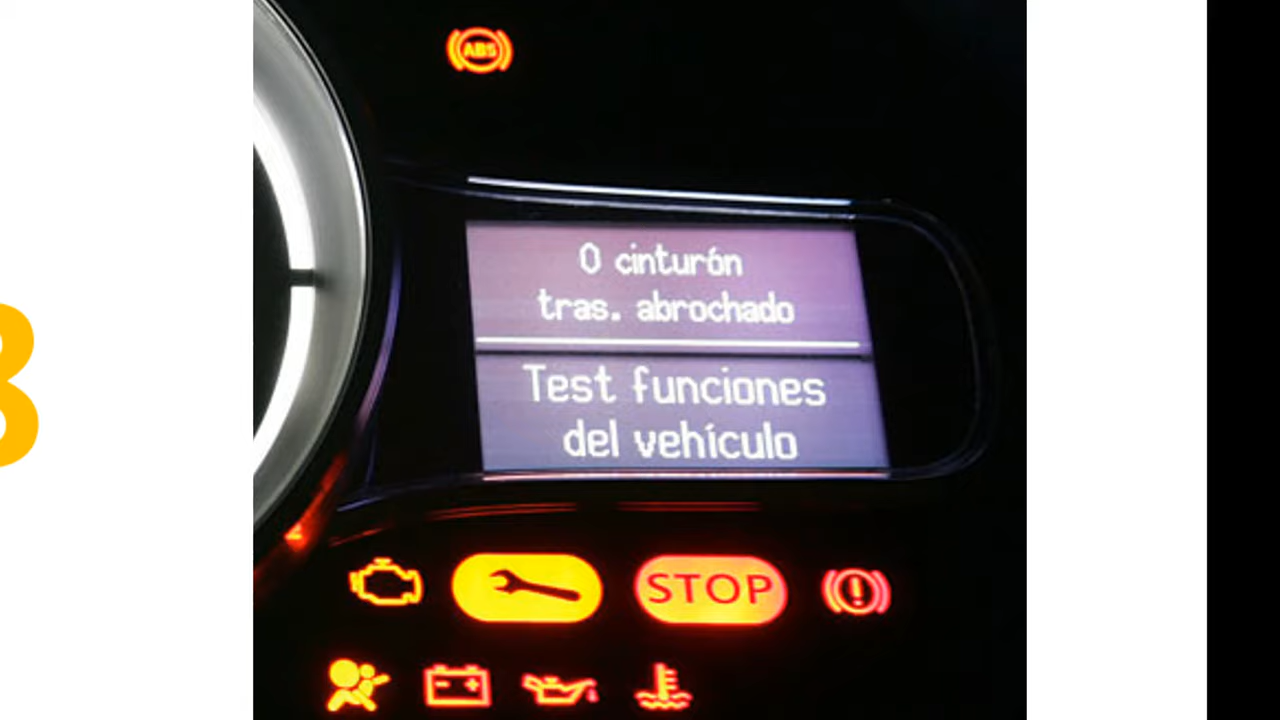 ABS
0 cinturón
tras. abrochado
Test funciones
del vehículo
STOP